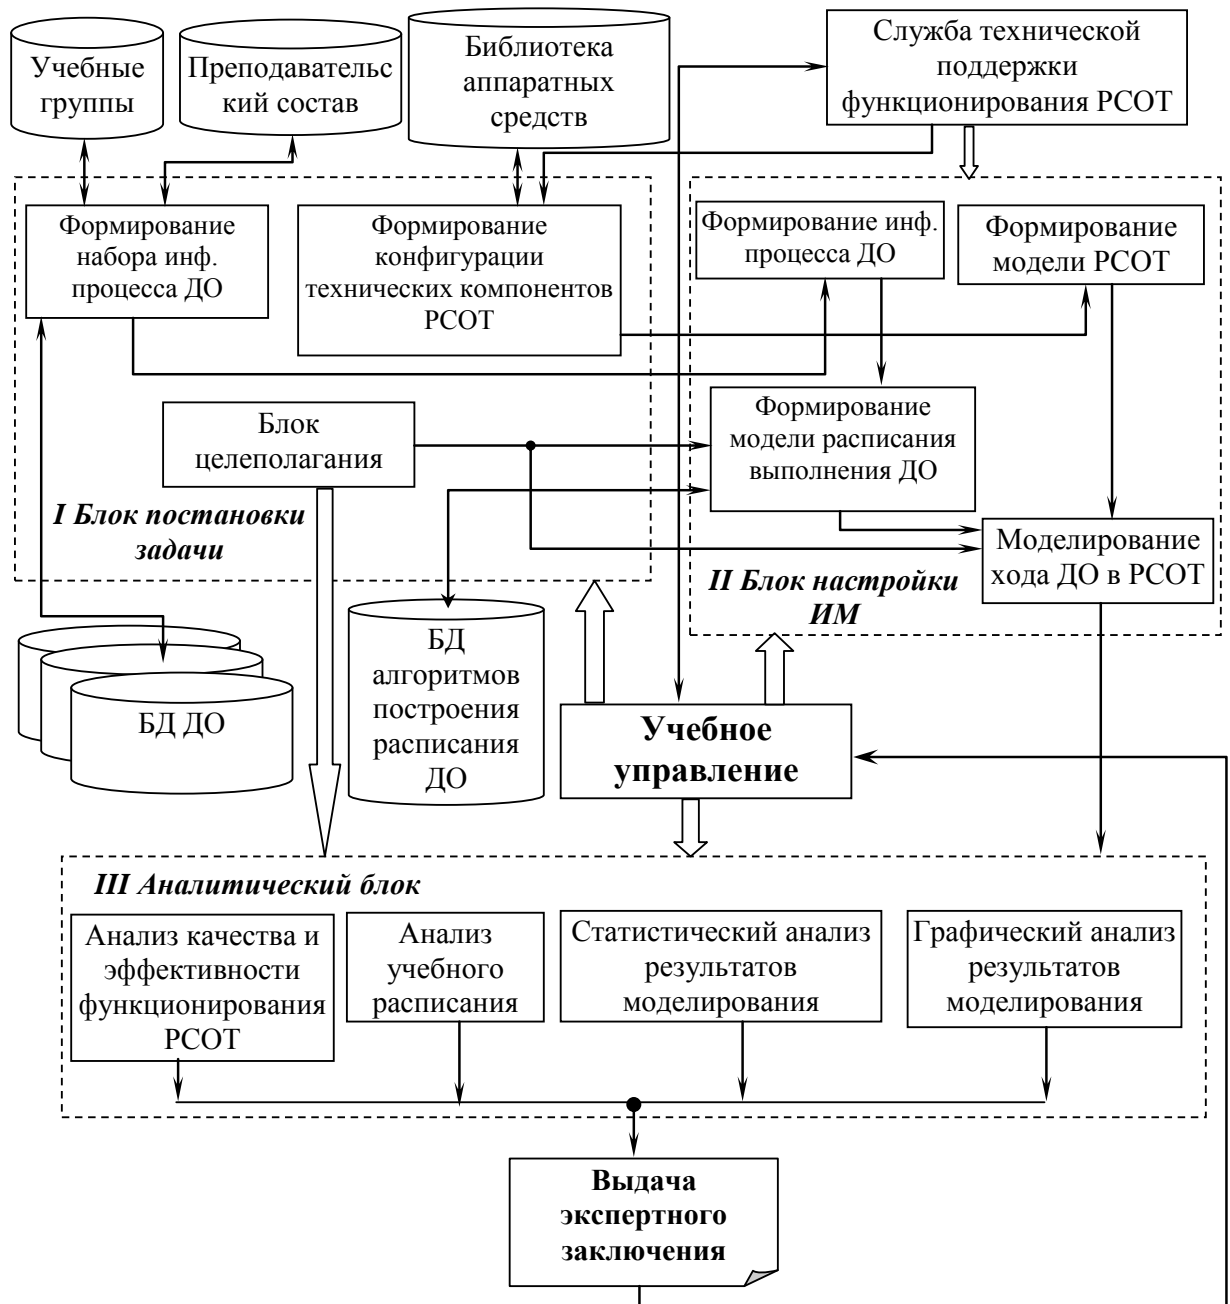 Учебные
группы
Преподавательс
кий состав
Библиотека
аппаратных
средств
Служба технической
поддержки
функционирования РСОТ
Формирование
набора инф.
процесса ДО
Формирование
конфигурации
технических компонентов
РСОТ
Формирование инф.
процесса ДО
Формирование
модели РСОТ
Блок
целеполагания
Формирование
модели расписания
выполнения ДО
I Блок постановки
задачи
Моделирование
хода ДО в РСОТ
II Блок настройки
ИМ
БД ДО
БД
алгоритмов
построения
расписания
ДО
Учебное
управление
III Аналитический блок
Анализ качества и
эффективности
функционирования
РСОТ
Анализ
учебного
расписания
Статистический анализ
результатов
моделирования
Графический анализ
результатов
моделирования
Выдача
экспертного
заключения